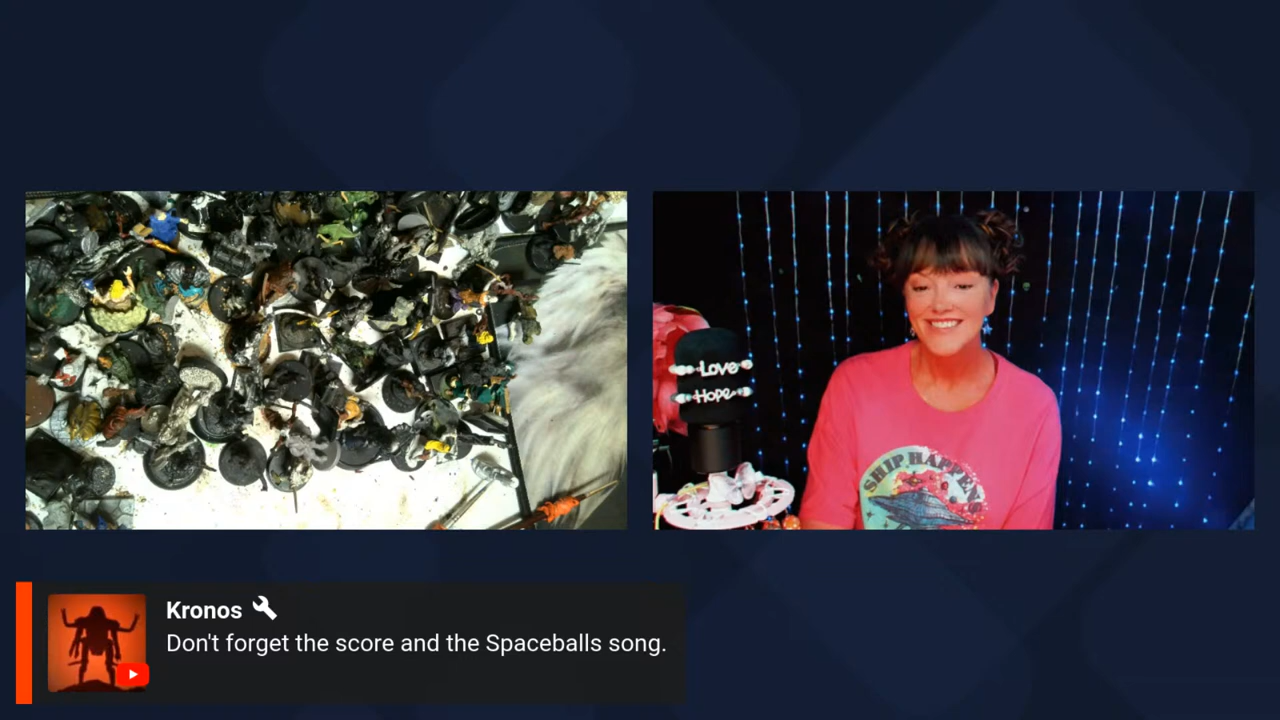 Love
Hope
SHIP HAPPENS
Kronos
Don't forget the score and the Spaceballs song.